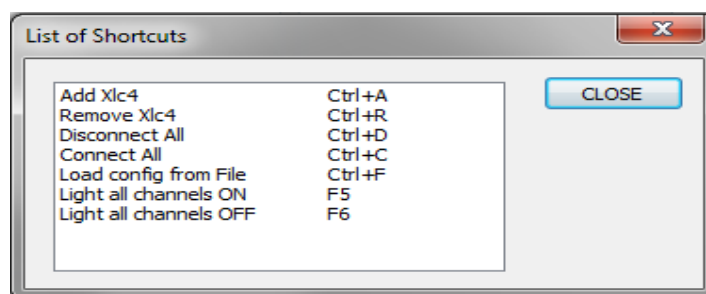 List of Shortcuts
Add Xlc4 Ctrl+A CLOSE
Remove Xlc4 Ctrl+R
Disconnect All Ctrl+D
Connect All Ctrl+C
Load config from File Ctrl+F
Light all channels ON F5
Light all channels OFF F6